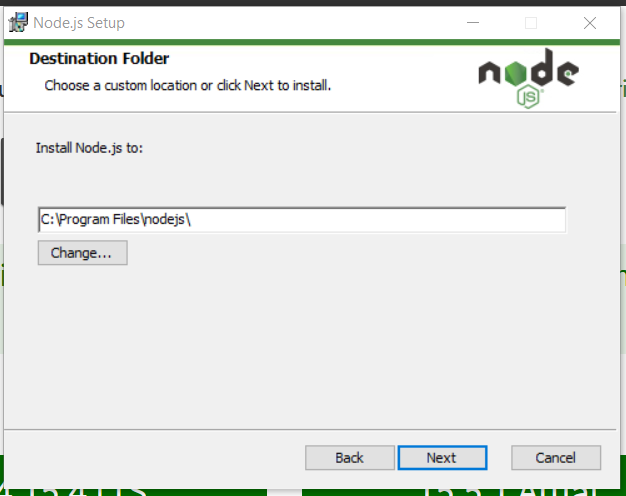 Node.js Setup
Destination Folder
Choose a custom location or click Next to install.
node
JS
Install Node.js to:
C:\Program Files\nodejs\
Change...
Back
Next
Cancel